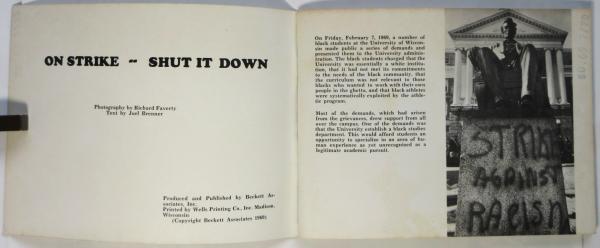 ON STRIKE -- SHUT IT DOWN
Photography by Richard Faverty
Text by Joel Brenner
Produced and Published by Beckett As-
sociates, Inc.
Printed by Wells Printing Co., Inc. Madison,
Wisconsin
(Copyright Beckett Associates 1969)
On Friday, February 7, 1969, a number of
black students at the University of Wiscon-
sin made public a series of demands and
presented them to the University adminis-
tration. The black students charged that the
University was essentially a white institu-
tion, that it had not met its commitments
to the needs of the black community, that
the curriculum was not relevant to those
blacks who wanted to work with their own
people in the ghetto, and that black athletes
were systematically exploited by the athle-
tic program.
Most of the demands, which had arisen
from the grievances, drew support from all
over the campus. One of the demands was
that the University establish a black studies
department. This would afford students an
opportunity to specialize in an area of hu-
man experience as yet unrecognized as a
legitimate academic pursuit.
STRIKE
AGAINST
RACISM